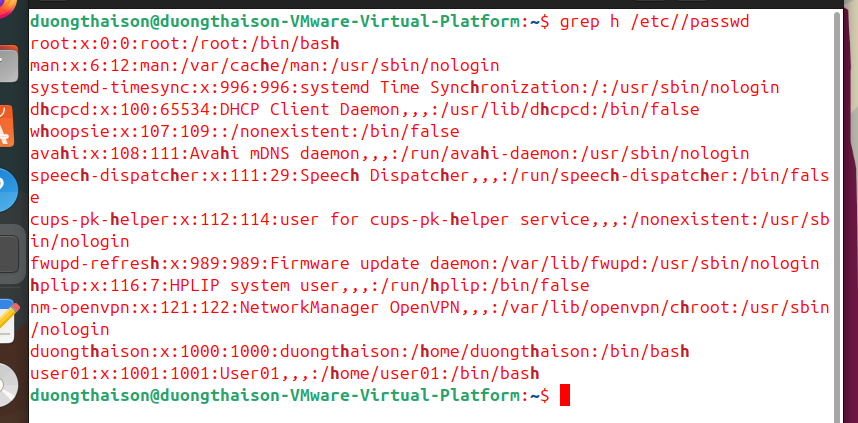 duongthaison@duongthaison-VMware-Virtual-Platform:~$ grep h /etc//passwd
root:x:0:0:root:/root:/bin/bash
man:x:6:12:man:/var/cache/man:/usr/sbin/nologin
systemd-timesync:x:996:996:systemd Time Synchronization:/:/usr/sbin/nologin
dhcpcd:x:100:65534:DHCP Client Daemon,,,:/usr/lib/dhcpcd:/bin/false
whoopsie:x:107:109::/nonexistent:/bin/false
avahi:x:108:111:Avahi mDNS daemon,,,:/run/avahi-daemon:/usr/sbin/nologin
speech-dispatcher:x:111:29:Speech Dispatcher,,,:/run/speech-dispatcher:/bin/fals
e
cups-pk-helper:x:112:114:user for cups-pk-helper service,,,:/nonexistent:/usr/sb
in/nologin
fwupd-refresh:x:989:989:Firmware update daemon:/var/lib/fwupd:/usr/sbin/nologin
hplip:x:116:7:HPLIP system user,,,:/run/hplip:/bin/false
nm-openvpn:x:121:122:NetworkManager OpenVPN,,,:/var/lib/openvpn/chroot:/usr/sbin
/nologin
duongthaison:x:1000:1000:duongthaison:/home/duongthaison:/bin/bash
user01:x:1001:1001:User01,,,:/home/user01:/bin/bash
duongthaison@duongthaison-VMware-Virtual-Platform:~$